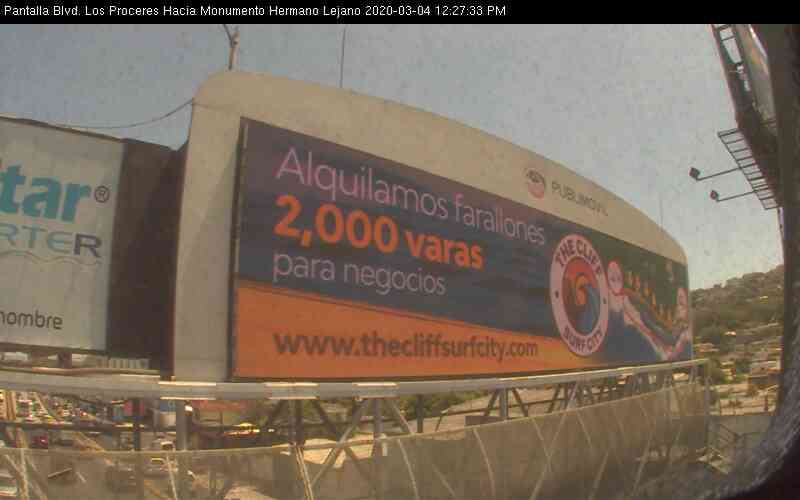 Pantalla Blvd. Los Proceres Hacia Monumento Hermano Lejano 2020-03-04 12:27:33 PM
tar®
RTER
nombre
PUBLIMOVIL
Alquilamos farallones
2,000 varas
para negocios
www.thecliffsurfcity.com
THE CLIFF
SURF CITY